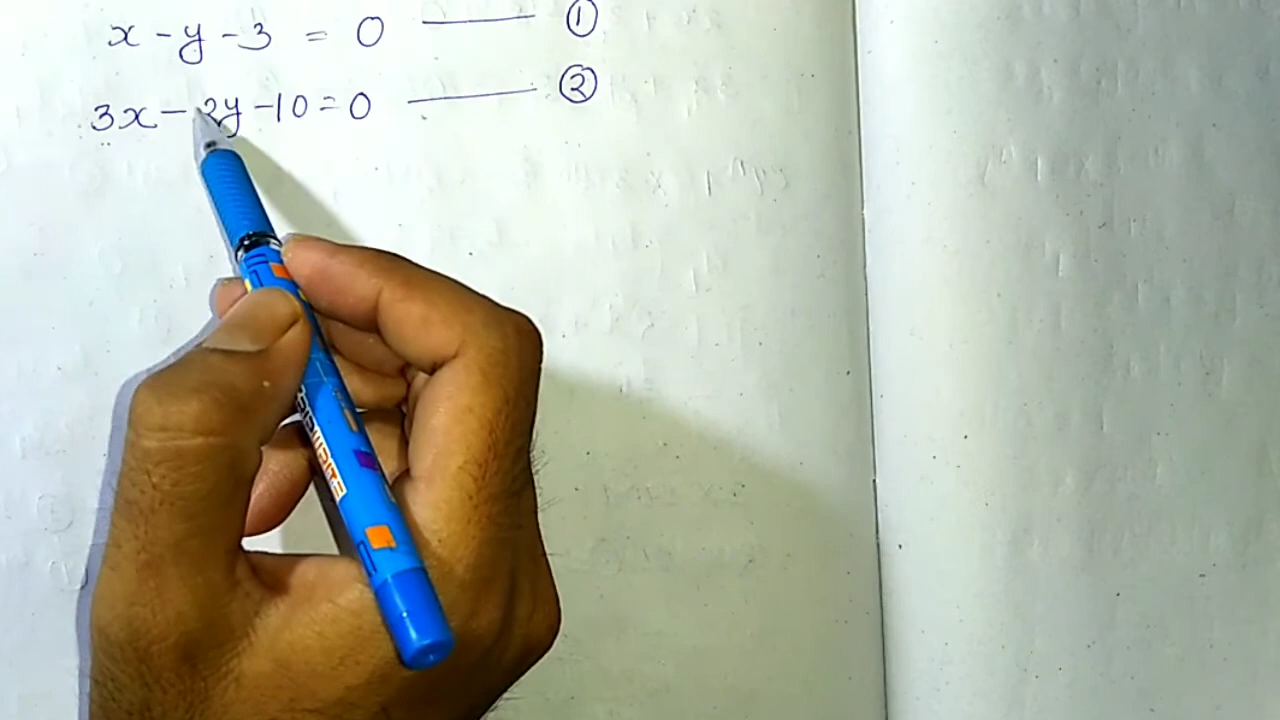 x - y - 3 = 0 —— ①
3x - 2y - 10 = 0 —— ②